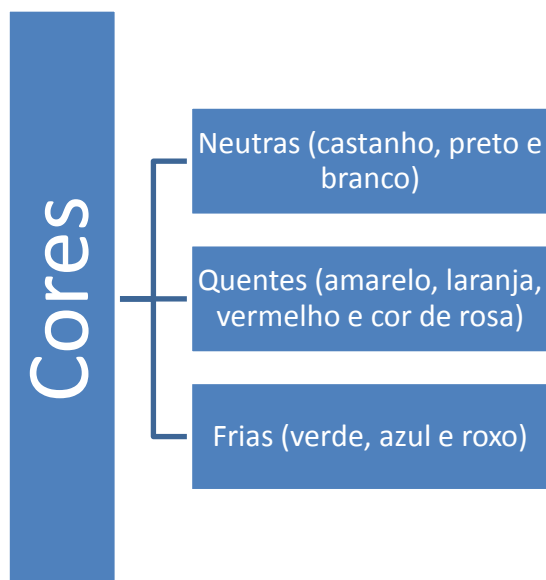 Cores
Neutras (castanho, preto e
branco)
Quentes (amarelo, laranja,
vermelho e cor de rosa)
Frias (verde, azul e roxo)